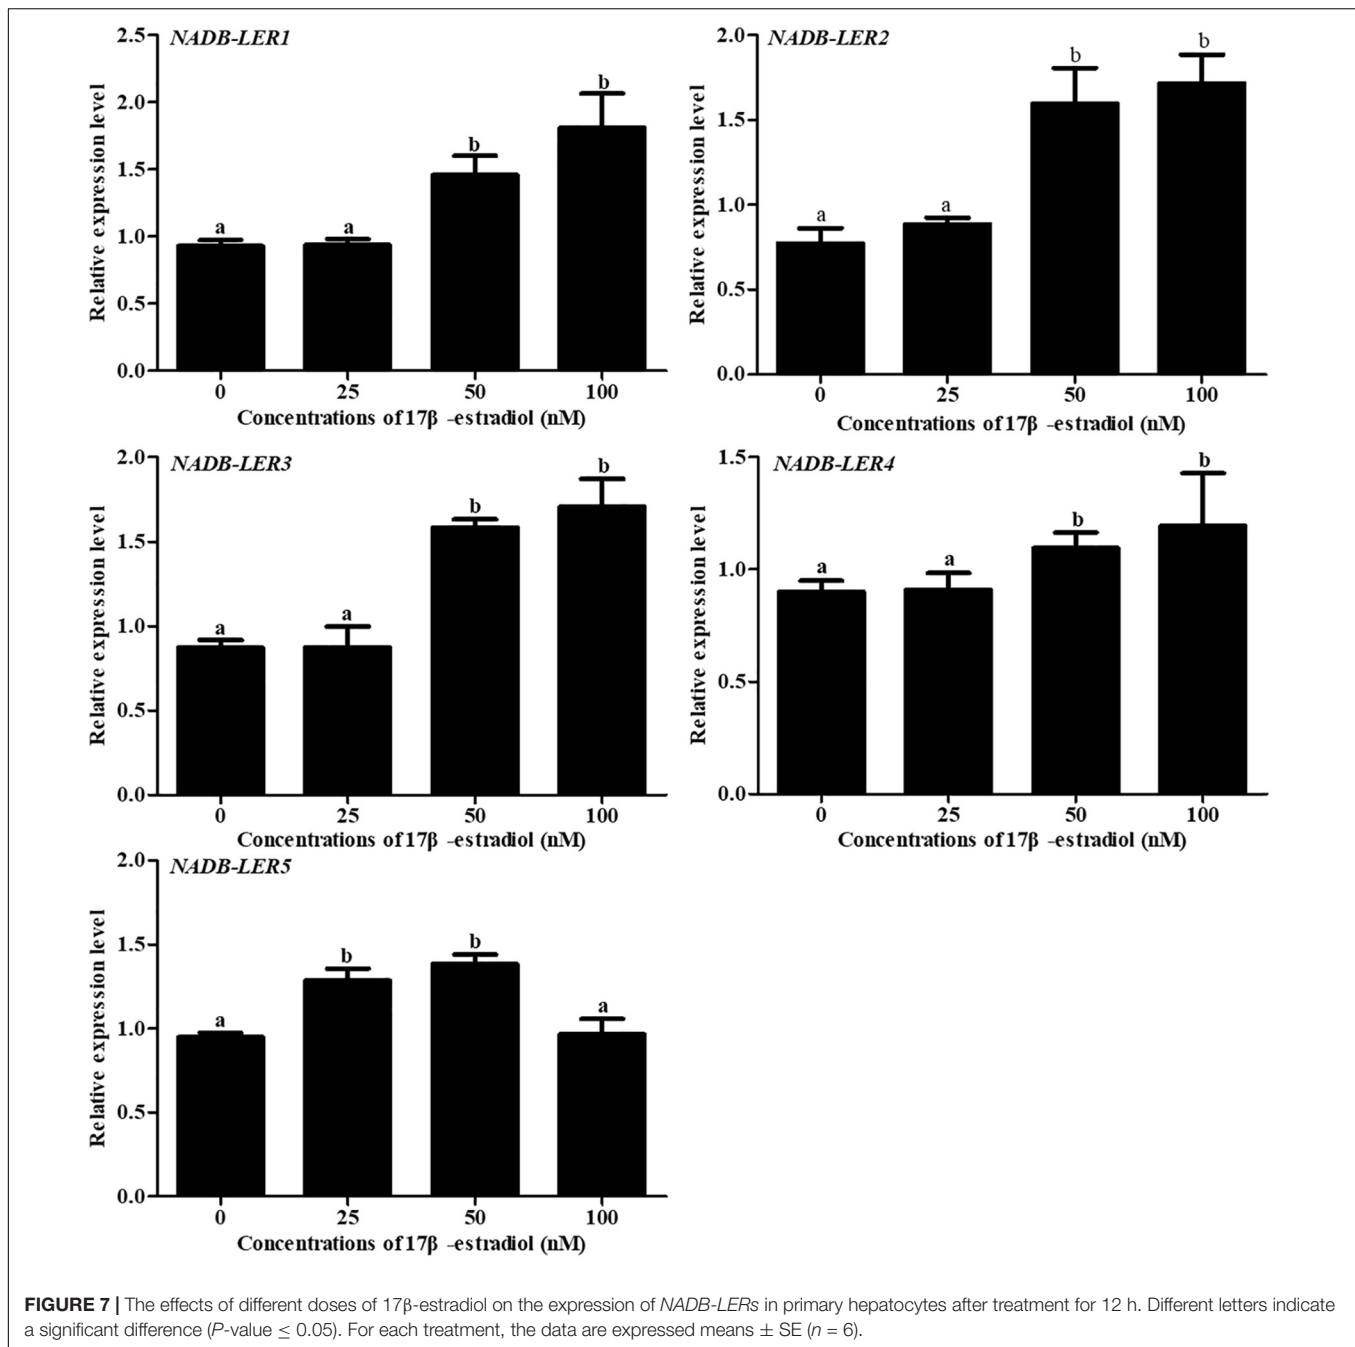 NADB-LER1
Relative expression level
2.5
2.0
1.5
1.0
0.5
0.0
a
a
b
b
0 25 50 100
Concentrations of 17β -estradiol (nM)
NADB-LER2
Relative expression level
2.0
1.5
1.0
0.5
0.0
a
a
b
b
0 25 50 100
Concentrations of 17β -estradiol (nM)
NADB-LER3
Relative expression level
2.0
1.5
1.0
0.5
0.0
a
a
b
b
0 25 50 100
Concentrations of 17β -estradiol (nM)
NADB-LER4
Relative expression level
1.5
1.0
0.5
0.0
a
a
b
b
0 25 50 100
Concentrations of 17β -estradiol (nM)
NADB-LER5
Relative expression level
2.0
1.5
1.0
0.5
0.0
a
b
b
a
0 25 50 100
Concentrations of 17β -estradiol (nM)
FIGURE 7 | The effects of different doses of 17β-estradiol on the expression of NADB-LERs in primary hepatocytes after treatment for 12 h. Different letters indicate
a significant difference (P-value ≤ 0.05). For each treatment, the data are expressed means ± SE (n = 6).